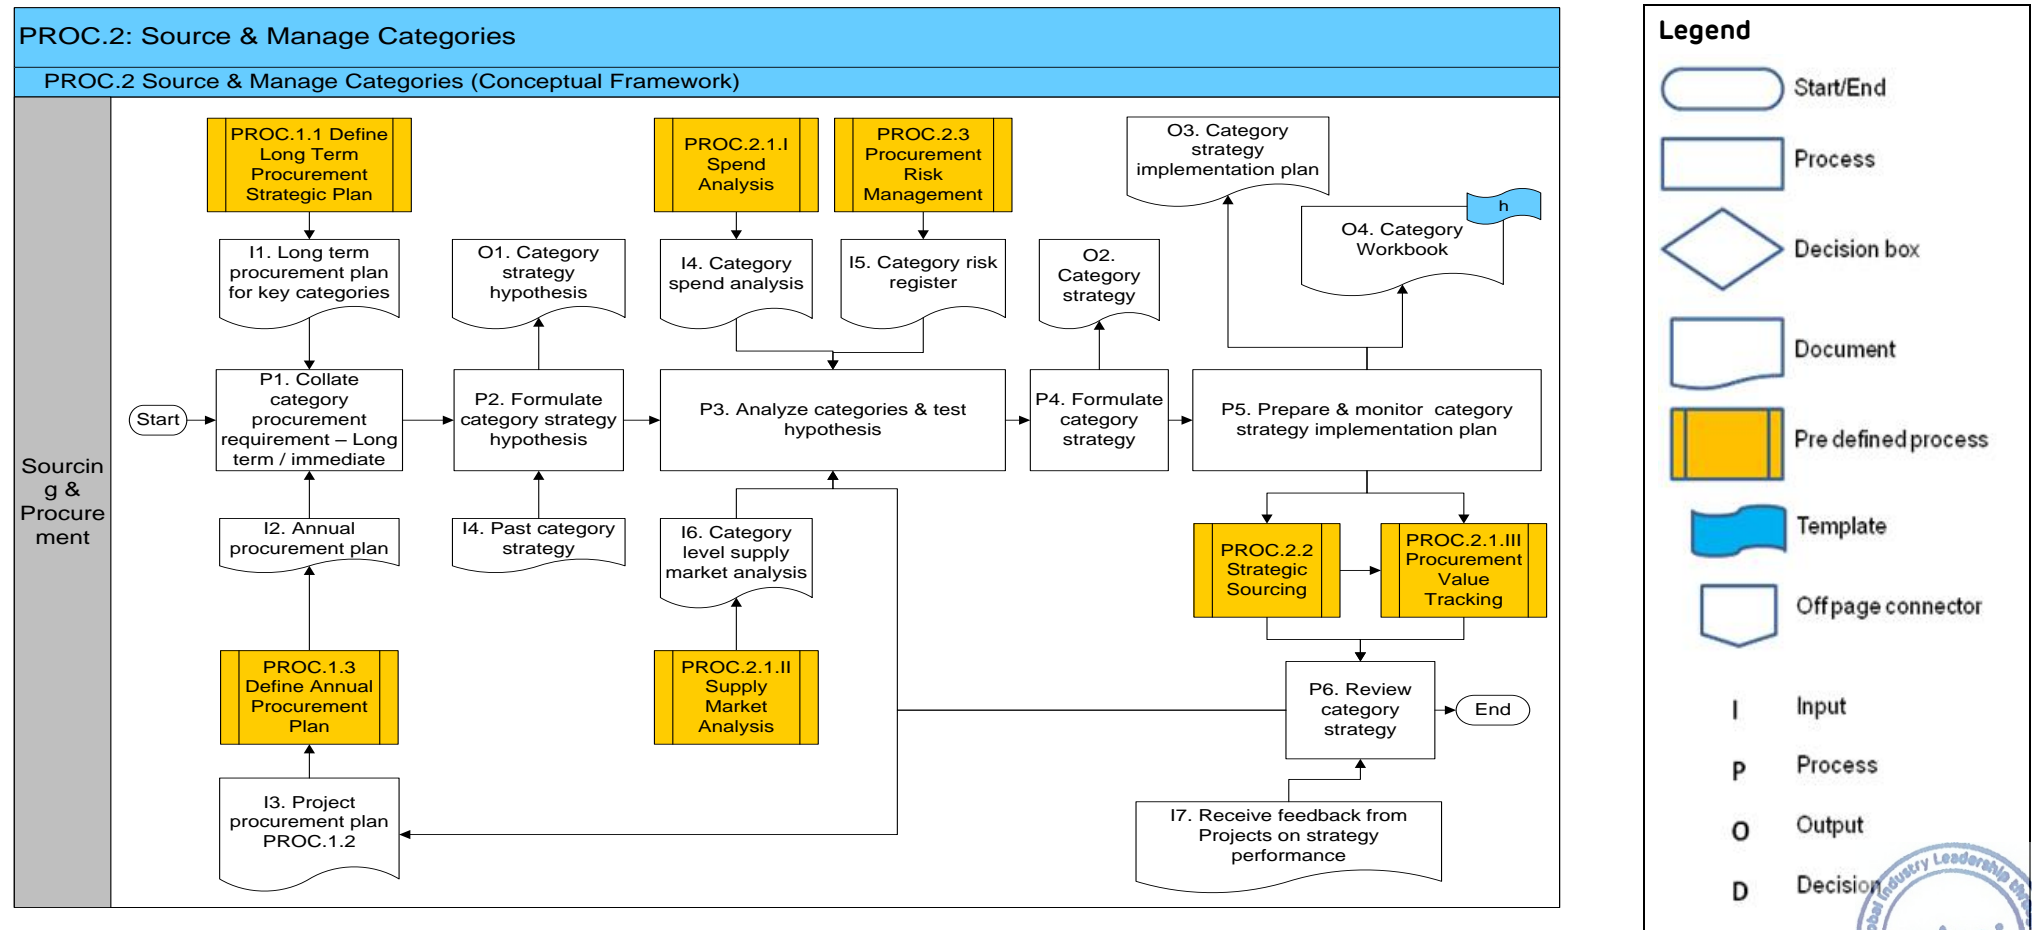 PROC.2: Source & Manage Categories
PROC.2 Source & Manage Categories (Conceptual Framework)
Sourcin
g &
Procure
ment
PROC.1.1 Define
Long Term
Procurement
Strategic Plan
PROC.2.1.I
Spend
Analysis
PROC.2.3
Procurement
Risk
Management
O3. Category
strategy
implementation plan
h
O4. Category
Workbook
I1. Long term
procurement plan
for key categories
O1. Category
strategy
hypothesis
I4. Category
spend analysis
I5. Category risk
register
O2.
Category
strategy
Start
P1. Collate
category
procurement
requirement – Long
term / immediate
P2. Formulate
category strategy
hypothesis
P3. Analyze categories & test
hypothesis
P4. Formulate
category
strategy
P5. Prepare & monitor category
strategy implementation plan
I2. Annual
procurement plan
I4. Past category
strategy
I6. Category
level supply
market analysis
PROC.2.2
Strategic
Sourcing
PROC.2.1.III
Procurement
Value
Tracking
PROC.1.3
Define Annual
Procurement
Plan
PROC.2.1.II
Supply
Market
Analysis
P6. Review
category
strategy
End
I3. Project
procurement plan
PROC.1.2
I7. Receive feedback from
Projects on strategy
performance
Legend
Start/End
Process
Decision box
Document
Pre defined process
Template
Off page connector
I Input
P Process
O Output
D Decision
Industry Leadership